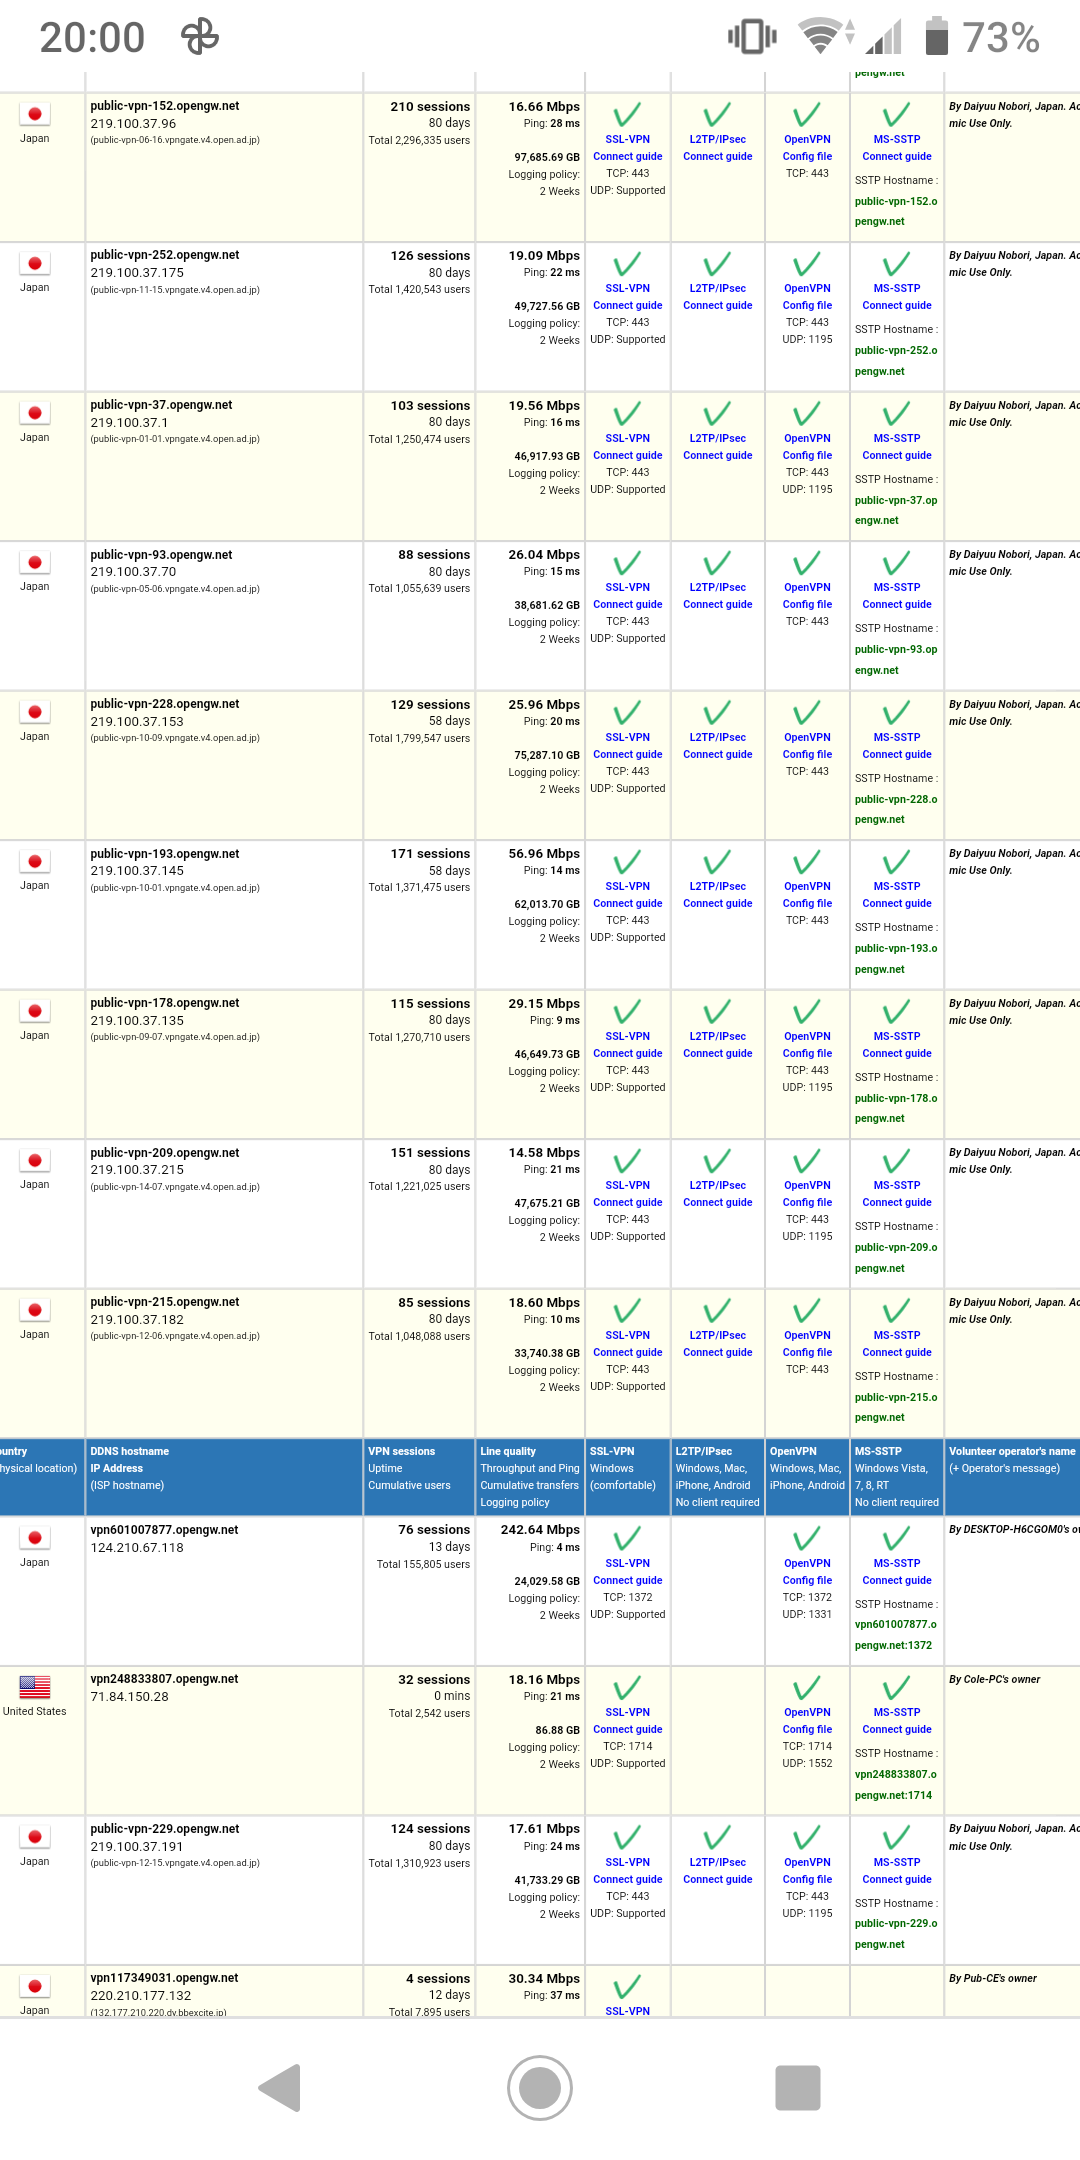 20:00
73%
pengw.net
public-vpn-152.opengw.net
219.100.37.96
(public-vpn-06-16.vpngate.v4.open.ad.jp)
Japan
210 sessions
80 days
Total 2,296,335 users
16.66 Mbps
Ping: 28 ms
97,685.69 GB
Logging policy:
2 Weeks
SSL-VPN
Connect guide
TCP: 443
UDP: Supported
L2TP/IPsec
Connect guide
OpenVPN
Config file
TCP: 443
MS-SSTP
Connect guide
SSTP Hostname :
public-vpn-152.o
pengw.net
By Daiyuu Nobori, Japan. Ac
mic Use Only.
Japan
public-vpn-252.opengw.net
219.100.37.175
(public-vpn-11-15.vpngate.v4.open.ad.jp)
126 sessions
80 days
Total 1,420,543 users
19.09 Mbps
Ping: 22 ms
49,727.56 GB
Logging policy:
2 Weeks
SSL-VPN
Connect guide
TCP: 443
UDP: Supported
L2TP/IPsec
Connect guide
OpenVPN
Config file
TCP: 443
UDP: 1195
MS-SSTP
Connect guide
SSTP Hostname :
public-vpn-252.o
pengw.net
By Daiyuu Nobori, Japan. Ac
mic Use Only.
Japan
public-vpn-37.opengw.net
219.100.37.1
(public-vpn-01-01.vpngate.v4.open.ad.jp)
103 sessions
80 days
Total 1,250,474 users
19.56 Mbps
Ping: 16 ms
46,917.93 GB
Logging policy:
2 Weeks
SSL-VPN
Connect guide
TCP: 443
UDP: Supported
L2TP/IPsec
Connect guide
OpenVPN
Config file
TCP: 443
UDP: 1195
MS-SSTP
Connect guide
SSTP Hostname :
public-vpn-37.op
engw.net
By Daiyuu Nobori, Japan. Ac
mic Use Only.
Japan
public-vpn-93.opengw.net
219.100.37.70
(public-vpn-05-06.vpngate.v4.open.ad.jp)
88 sessions
80 days
Total 1,055,639 users
26.04 Mbps
Ping: 15 ms
38,681.62 GB
Logging policy:
2 Weeks
SSL-VPN
Connect guide
TCP: 443
UDP: Supported
L2TP/IPsec
Connect guide
OpenVPN
Config file
TCP: 443
MS-SSTP
Connect guide
SSTP Hostname :
public-vpn-93.op
engw.net
By Daiyuu Nobori, Japan. Ac
mic Use Only.
Japan
public-vpn-228.opengw.net
219.100.37.153
(public-vpn-10-09.vpngate.v4.open.ad.jp)
129 sessions
58 days
Total 1,799,547 users
25.96 Mbps
Ping: 20 ms
75,287.10 GB
Logging policy:
2 Weeks
SSL-VPN
Connect guide
TCP: 443
UDP: Supported
L2TP/IPsec
Connect guide
OpenVPN
Config file
TCP: 443
MS-SSTP
Connect guide
SSTP Hostname :
public-vpn-228.o
pengw.net
By Daiyuu Nobori, Japan. Ac
mic Use Only.
Japan
public-vpn-193.opengw.net
219.100.37.145
(public-vpn-10-01.vpngate.v4.open.ad.jp)
171 sessions
58 days
Total 1,371,475 users
56.96 Mbps
Ping: 14 ms
62,013.70 GB
Logging policy:
2 Weeks
SSL-VPN
Connect guide
TCP: 443
UDP: Supported
L2TP/IPsec
Connect guide
OpenVPN
Config file
TCP: 443
MS-SSTP
Connect guide
SSTP Hostname :
public-vpn-193.o
pengw.net
By Daiyuu Nobori, Japan. Ac
mic Use Only.
Japan
public-vpn-178.opengw.net
219.100.37.135
(public-vpn-09-07.vpngate.v4.open.ad.jp)
115 sessions
80 days
Total 1,270,710 users
29.15 Mbps
Ping: 9 ms
46,649.73 GB
Logging policy:
2 Weeks
SSL-VPN
Connect guide
TCP: 443
UDP: Supported
L2TP/IPsec
Connect guide
OpenVPN
Config file
TCP: 443
UDP: 1195
MS-SSTP
Connect guide
SSTP Hostname :
public-vpn-178.o
pengw.net
By Daiyuu Nobori, Japan. Ac
mic Use Only.
Japan
public-vpn-209.opengw.net
219.100.37.215
(public-vpn-14-07.vpngate.v4.open.ad.jp)
151 sessions
80 days
Total 1,221,025 users
14.58 Mbps
Ping: 21 ms
47,675.21 GB
Logging policy:
2 Weeks
SSL-VPN
Connect guide
TCP: 443
UDP: Supported
L2TP/IPsec
Connect guide
OpenVPN
Config file
TCP: 443
UDP: 1195
MS-SSTP
Connect guide
SSTP Hostname :
public-vpn-209.o
pengw.net
By Daiyuu Nobori, Japan. Ac
mic Use Only.
Japan
public-vpn-215.opengw.net
219.100.37.182
(public-vpn-12-06.vpngate.v4.open.ad.jp)
85 sessions
80 days
Total 1,048,088 users
18.60 Mbps
Ping: 10 ms
33,740.38 GB
Logging policy:
2 Weeks
SSL-VPN
Connect guide
TCP: 443
UDP: Supported
L2TP/IPsec
Connect guide
OpenVPN
Config file
TCP: 443
MS-SSTP
Connect guide
SSTP Hostname :
public-vpn-215.o
pengw.net
By Daiyuu Nobori, Japan. Ac
mic Use Only.
ountry
hysical location)
DDNS hostname
IP Address
(ISP hostname)
VPN sessions
Uptime
Cumulative users
Line quality
Throughput and Ping
Cumulative transfers
Logging policy
SSL-VPN
Windows
(comfortable)
L2TP/IPsec
Windows, Mac,
iPhone, Android
No client required
OpenVPN
Windows, Mac,
iPhone, Android
MS-SSTP
Windows Vista,
7, 8, RT
No client required
Volunteer operator's name
(+ Operator's message)
Japan
vpn601007877.opengw.net
124.210.67.118
76 sessions
13 days
Total 155,805 users
242.64 Mbps
Ping: 4 ms
24,029.58 GB
Logging policy:
2 Weeks
SSL-VPN
Connect guide
TCP: 1372
UDP: Supported
OpenVPN
Config file
TCP: 1372
UDP: 1331
MS-SSTP
Connect guide
SSTP Hostname :
vpn601007877.o
pengw.net:1372
By DESKTOP-H6CGOM0's ow
United States
vpn248833807.opengw.net
71.84.150.28
32 sessions
0 mins
Total 2,542 users
18.16 Mbps
Ping: 21 ms
86.88 GB
Logging policy:
2 Weeks
SSL-VPN
Connect guide
TCP: 1714
UDP: Supported
OpenVPN
Config file
TCP: 1714
UDP: 1552
MS-SSTP
Connect guide
SSTP Hostname :
vpn248833807.o
pengw.net:1714
By Cole-PC's owner
Japan
public-vpn-229.opengw.net
219.100.37.191
(public-vpn-12-15.vpngate.v4.open.ad.jp)
124 sessions
80 days
Total 1,310,923 users
17.61 Mbps
Ping: 24 ms
41,733.29 GB
Logging policy:
2 Weeks
SSL-VPN
Connect guide
TCP: 443
UDP: Supported
L2TP/IPsec
Connect guide
OpenVPN
Config file
TCP: 443
UDP: 1195
MS-SSTP
Connect guide
SSTP Hostname :
public-vpn-229.o
pengw.net
By Daiyuu Nobori, Japan. Ac
mic Use Only.
Japan
vpn117349031.opengw.net
220.210.177.132
(132.177.210.220.dy.bbexcite.jp)
4 sessions
12 days
Total 7,895 users
30.34 Mbps
Ping: 37 ms
SSL-VPN
By Pub-CE's owner